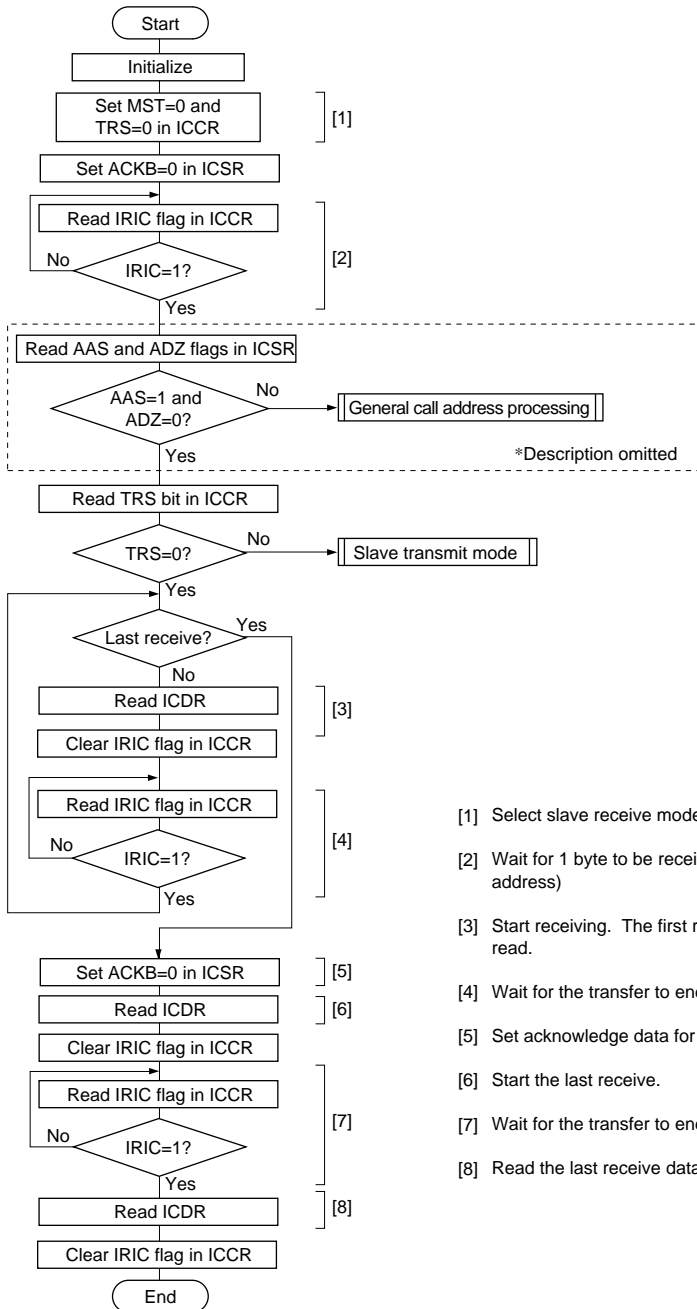 Start
Initialize
Set MST=0 and
TRS=0 in ICCR
[1]
Set ACKB=0 in ICSR
Read IRIC flag in ICCR
No
IRIC=1?
[2]
Yes
Read AAS and ADZ flags in ICSR
AAS=1 and
ADZ=0?
No
General call address processing
Yes
*Description omitted
Read TRS bit in ICCR
TRS=0?
No
Slave transmit mode
Yes
Last receive?
Yes
No
Read ICDR
[3]
Clear IRIC flag in ICCR
Read IRIC flag in ICCR
No
IRIC=1?
[4]
Yes
Set ACKB=0 in ICSR
[5]
Read ICDR
[6]
Clear IRIC flag in ICCR
Read IRIC flag in ICCR
No
IRIC=1?
[7]
Yes
Read ICDR
[8]
Clear IRIC flag in ICCR
End
[1] Select slave receive mode
[2] Wait for 1 byte to be
address)
[3] Start receiving. The first
read.
[4] Wait for the transfer to
[5] Set acknowledge data for
[6] Start the last receive.
[7] Wait for the transfer to
[8] Read the last receive data